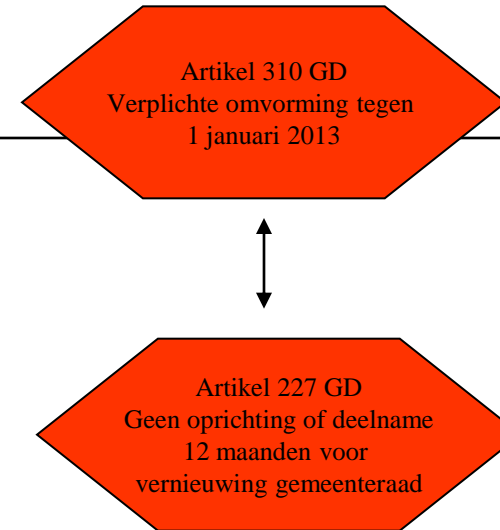 Artikel 310 GD
Verplichte omvorming tegen
1 januari 2013
Artikel 227 GD
Geen oprichting of deelname
12 maanden voor
vernieuwing gemeenteraad